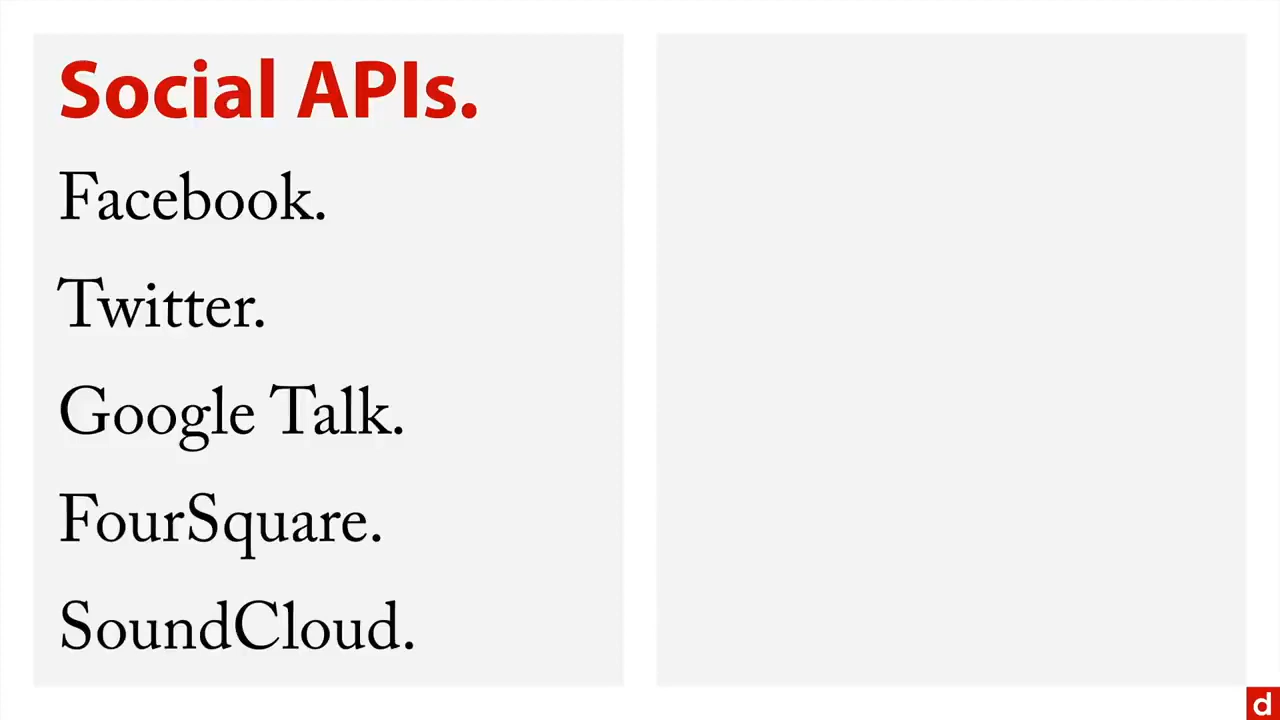 Social APIs.
Facebook.
Twitter.
Google Talk.
FourSquare.
SoundCloud.
d